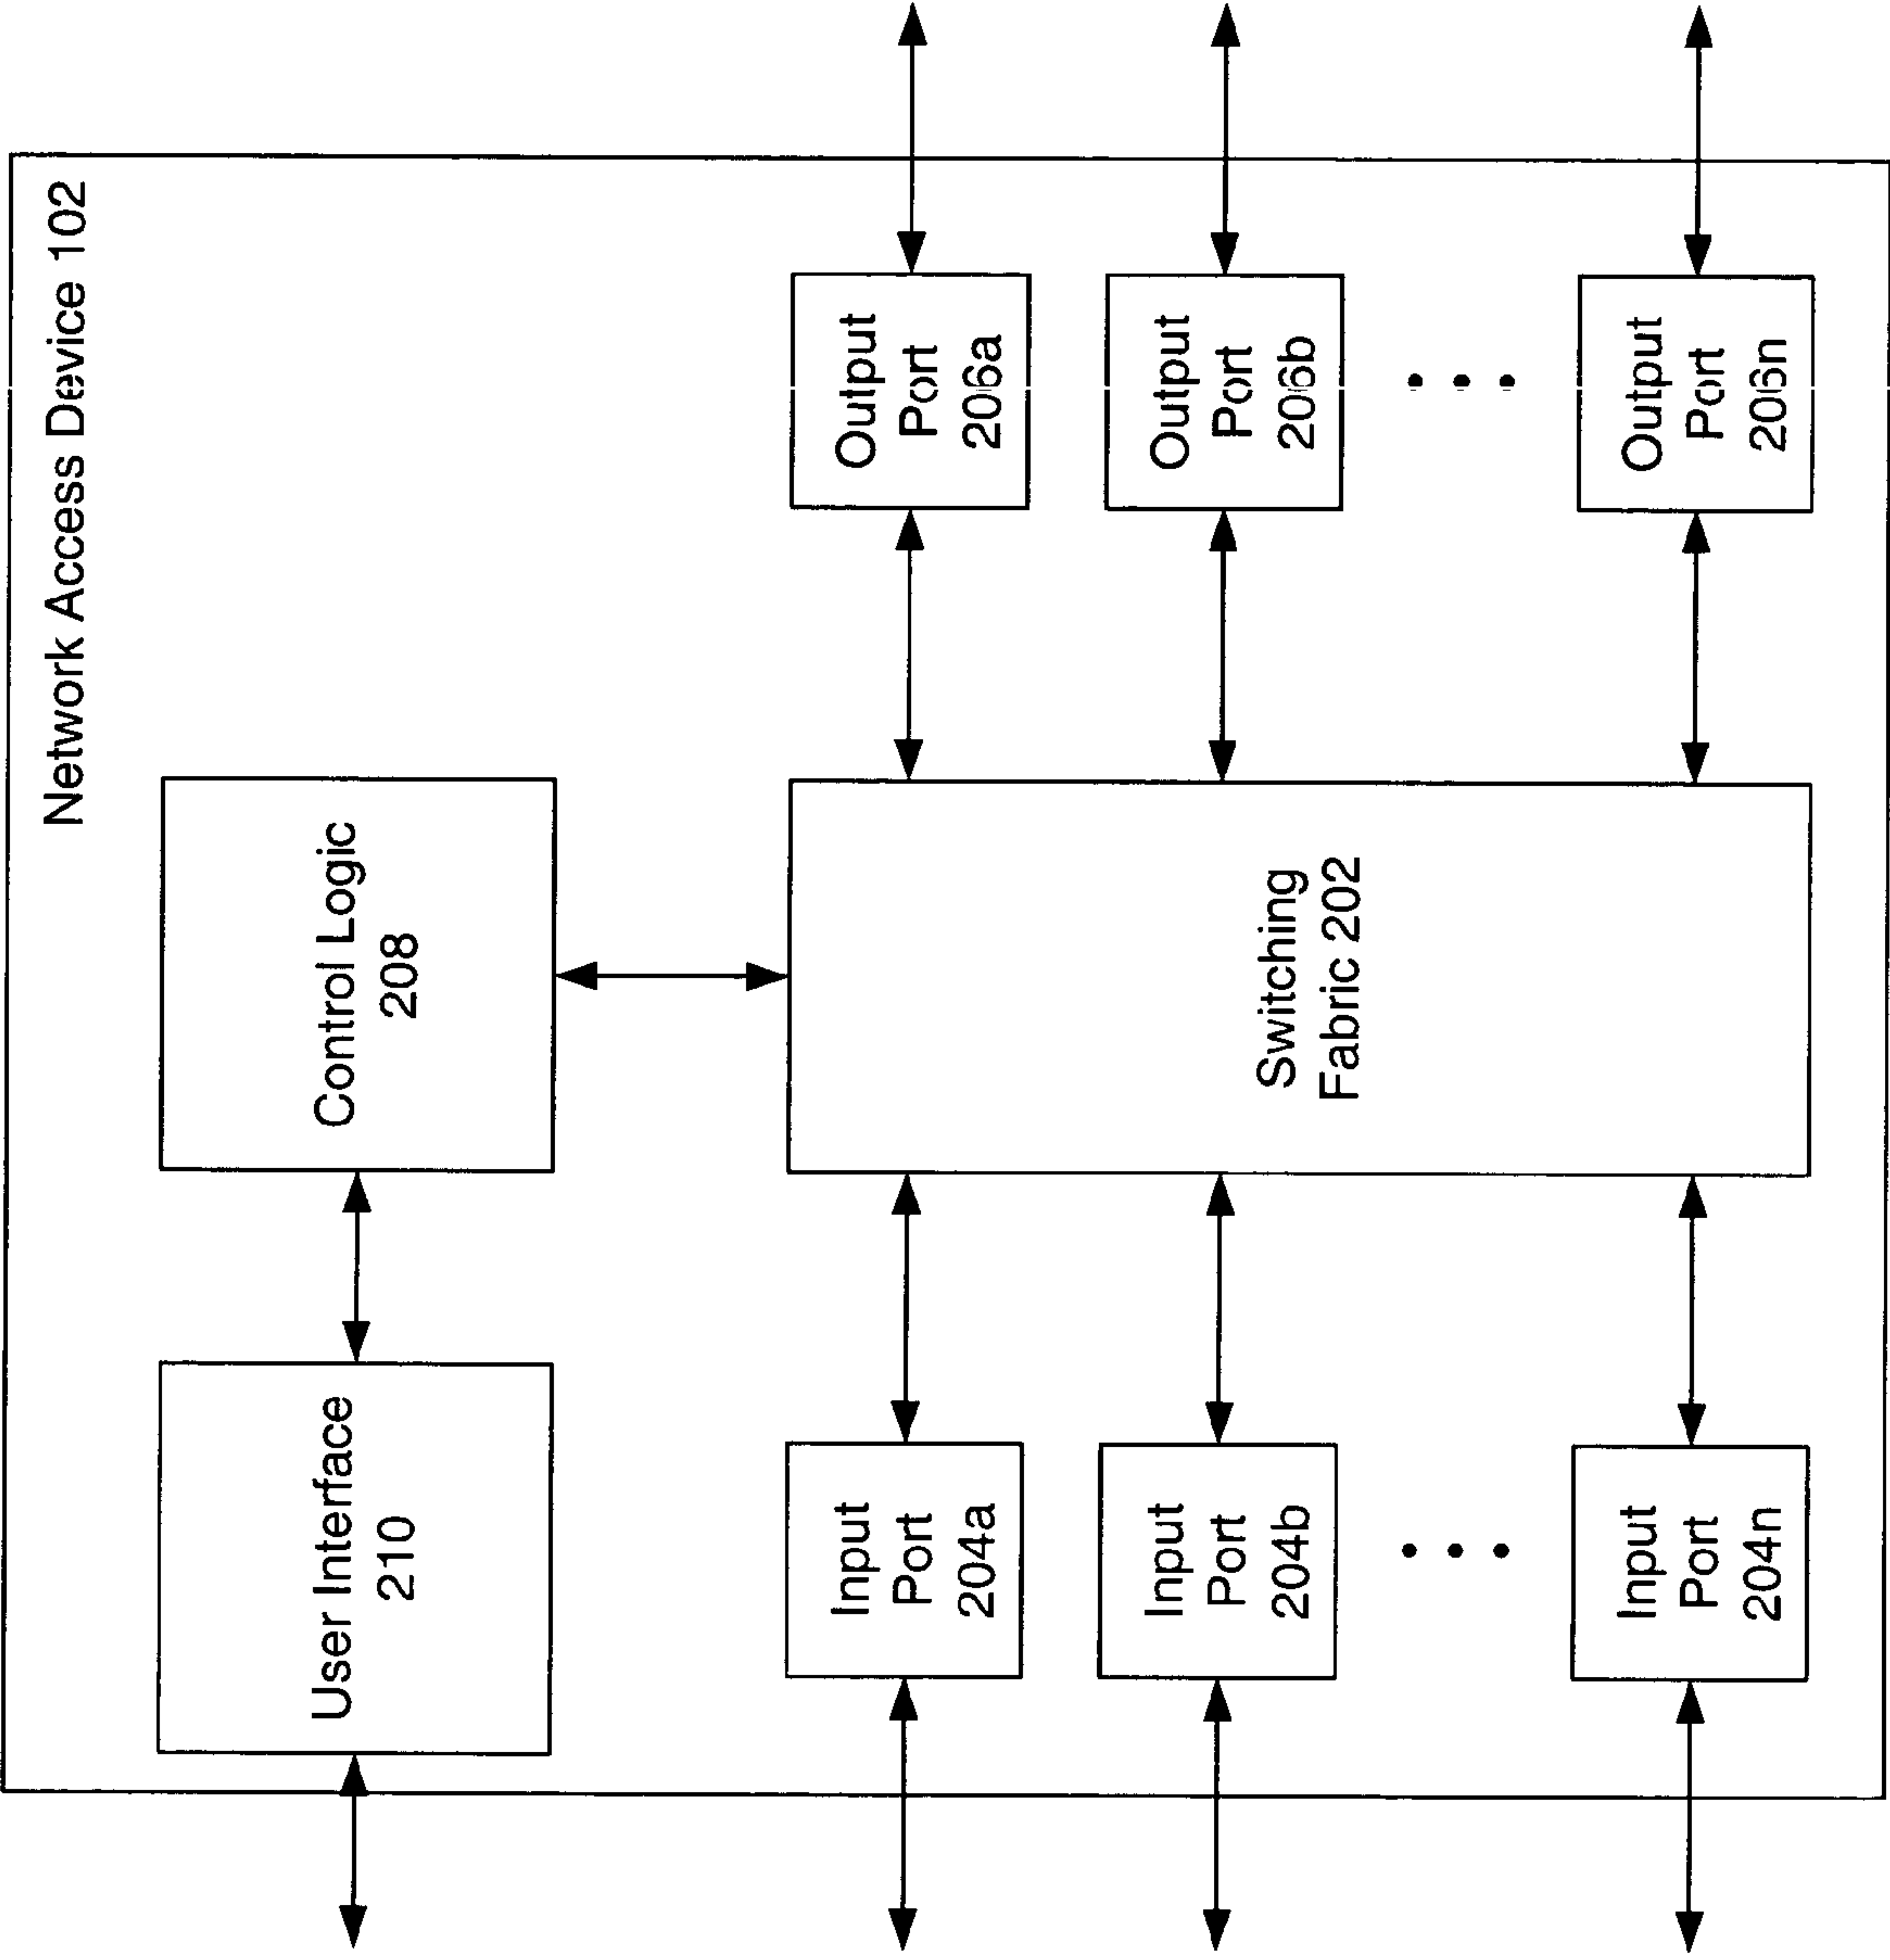 Network Access Device 102
User Interface
210
Control Logic
208
Input
Port
204a
Switching
Fabric 202
Output
Port
206a
Input
Port
204b
Output
Port
206b
• • •
• • •
Input
Port
204n
Output
Port
206n